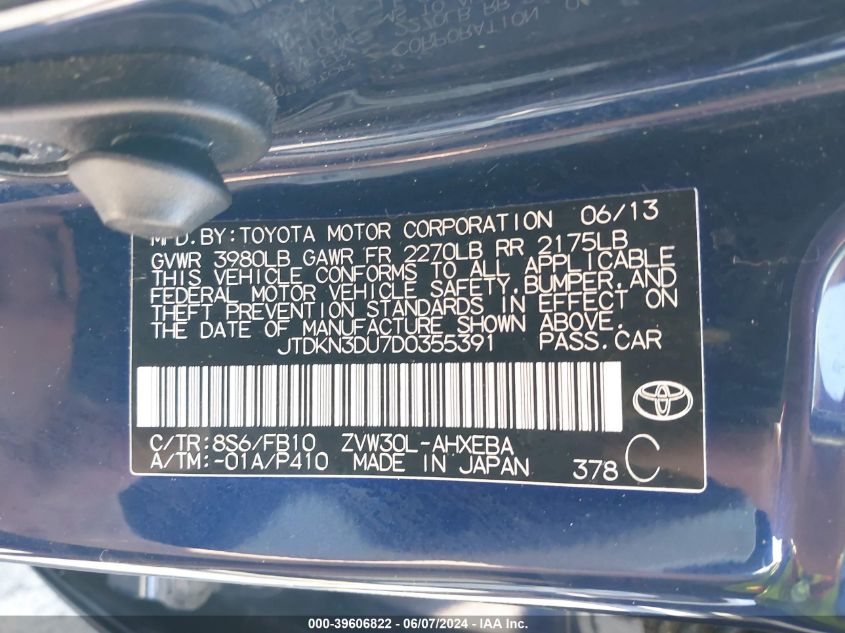 MFD.BY:TOYOTA MOTOR CORPORATION 06/13
GVWR 3980LB GAWR FR 2270LB RR 2175LB
THIS VEHICLE CONFORMS TO ALL APPLICABLE
FEDERAL MOTOR VEHICLE SAFETY,BUMPER,AND
THEFT PREVENTION STANDARDS IN EFFECT ON
THE DATE OF MANUFACTURE SHOWN ABOVE.
JTDKN3DU7D0355391 PASS.CAR
C/TR:8S6/FB10 ZVW30L-AHXEBA
A/TM:-01A/P410 MADE IN JAPAN 378 C
000-39606822 - 06/07/2024 - IAA Inc.